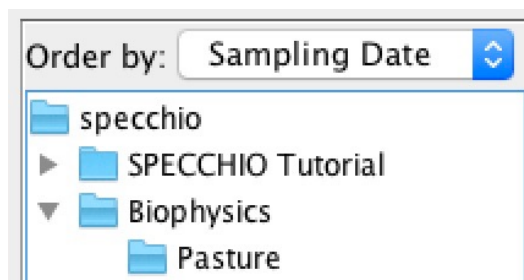 Order by: Sampling Date
specchio
SPECCHIO Tutorial
Biophysics
Pasture